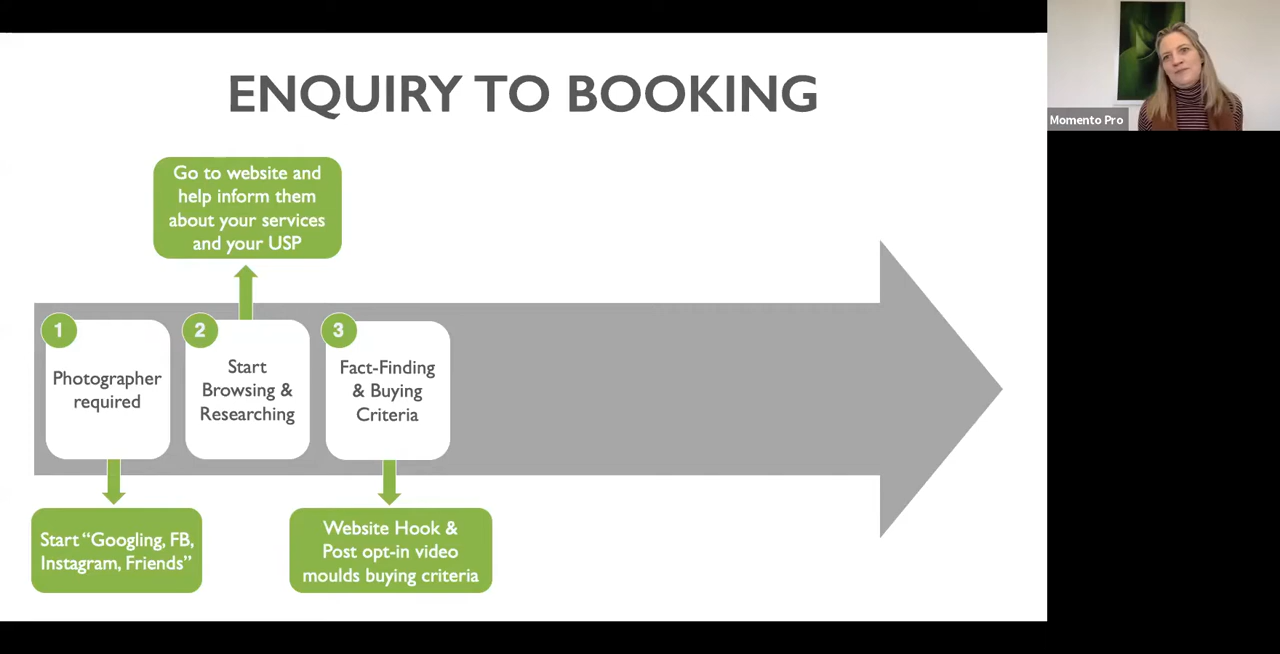 ENQUIRY TO BOOKING
Momento Pro
Go to website and
help inform them
about your services
and your USP
1
Photographer
required
2
Start
Browsing &
Researching
3
Fact-Finding
& Buying
Criteria
Start “Googling, FB,
Instagram, Friends”
Website Hook &
Post opt-in video
moulds buying criteria